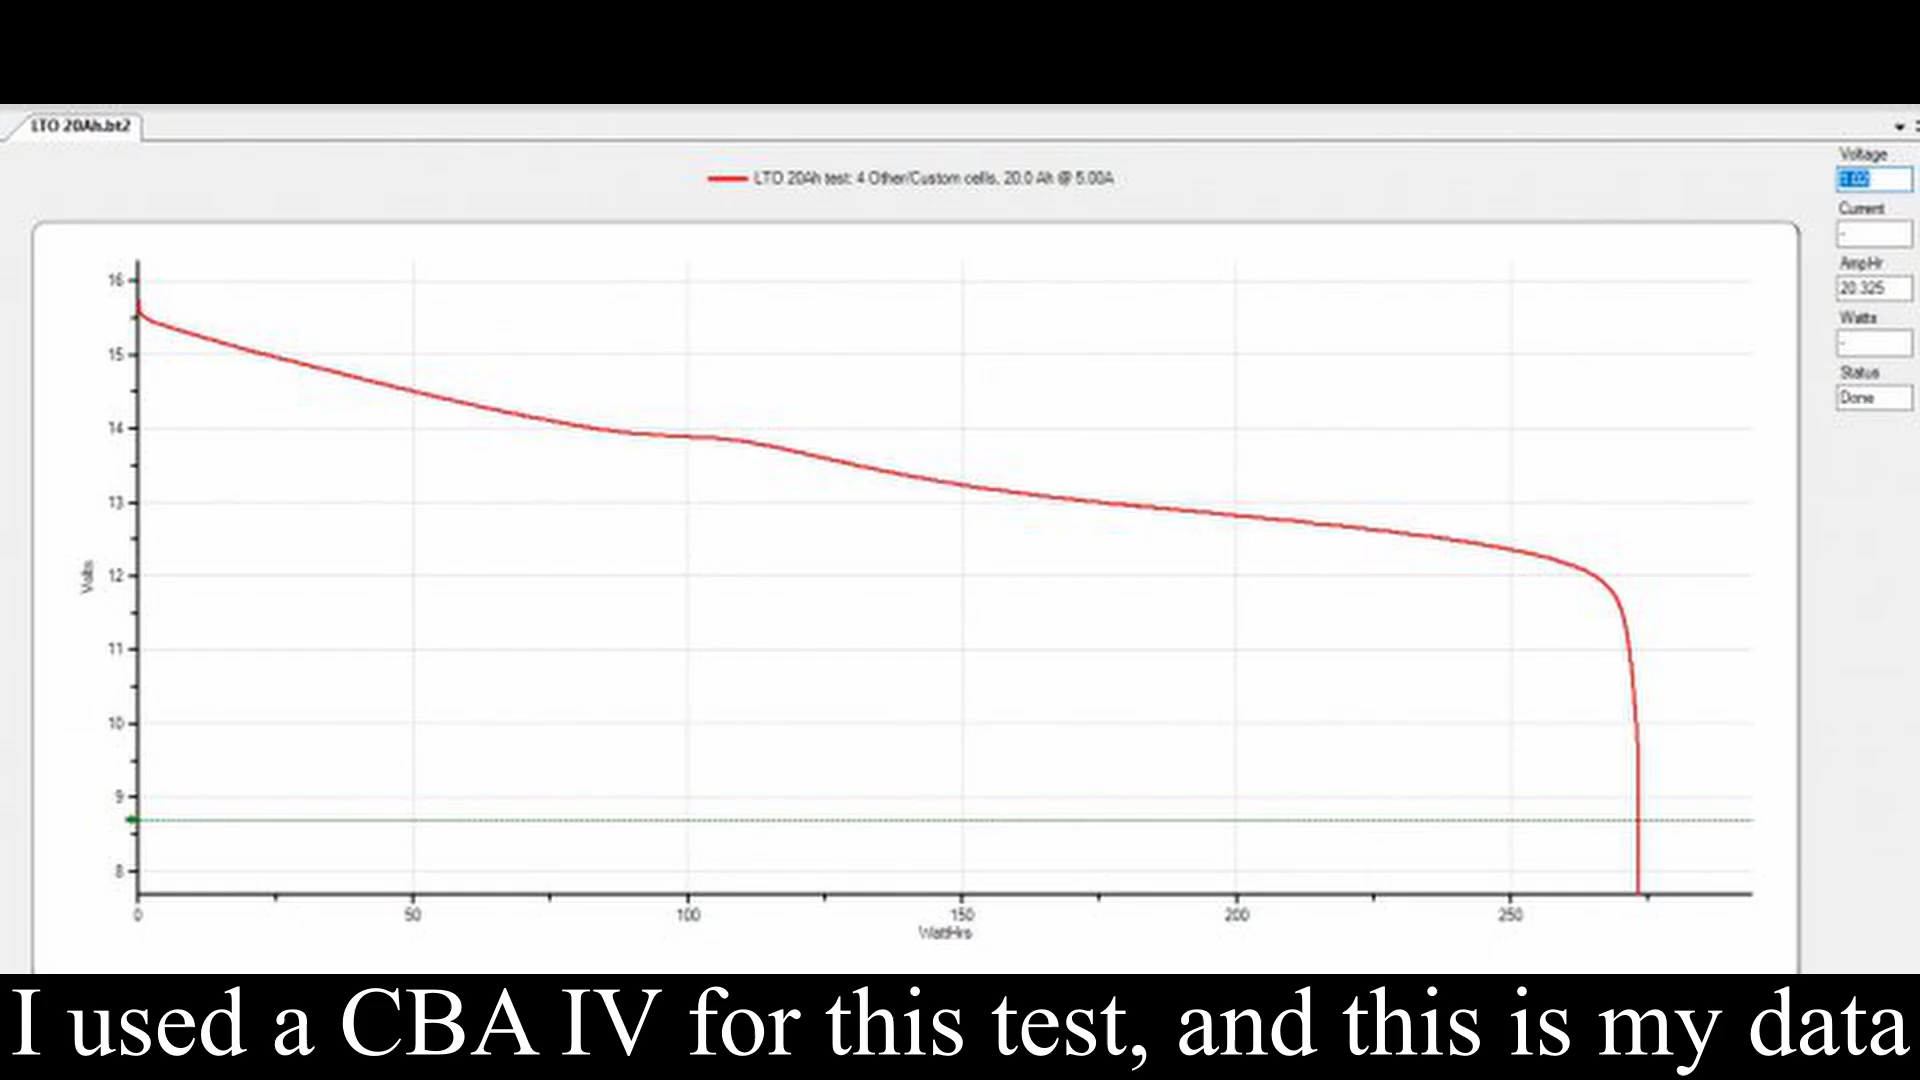 LTO 20Ah.bt2
LTO 20Ah test: 4 Other/Custom cells, 20.0 Ah @ 5.00A
Voltage
Current
-
AmpHr
20.325
Watts
-
Status
Done
16
15
14
13
12
11
10
9
8
Volts
0 50 100 150 200 250
WattHrs
I used a CBA IV for this test, and this is my data